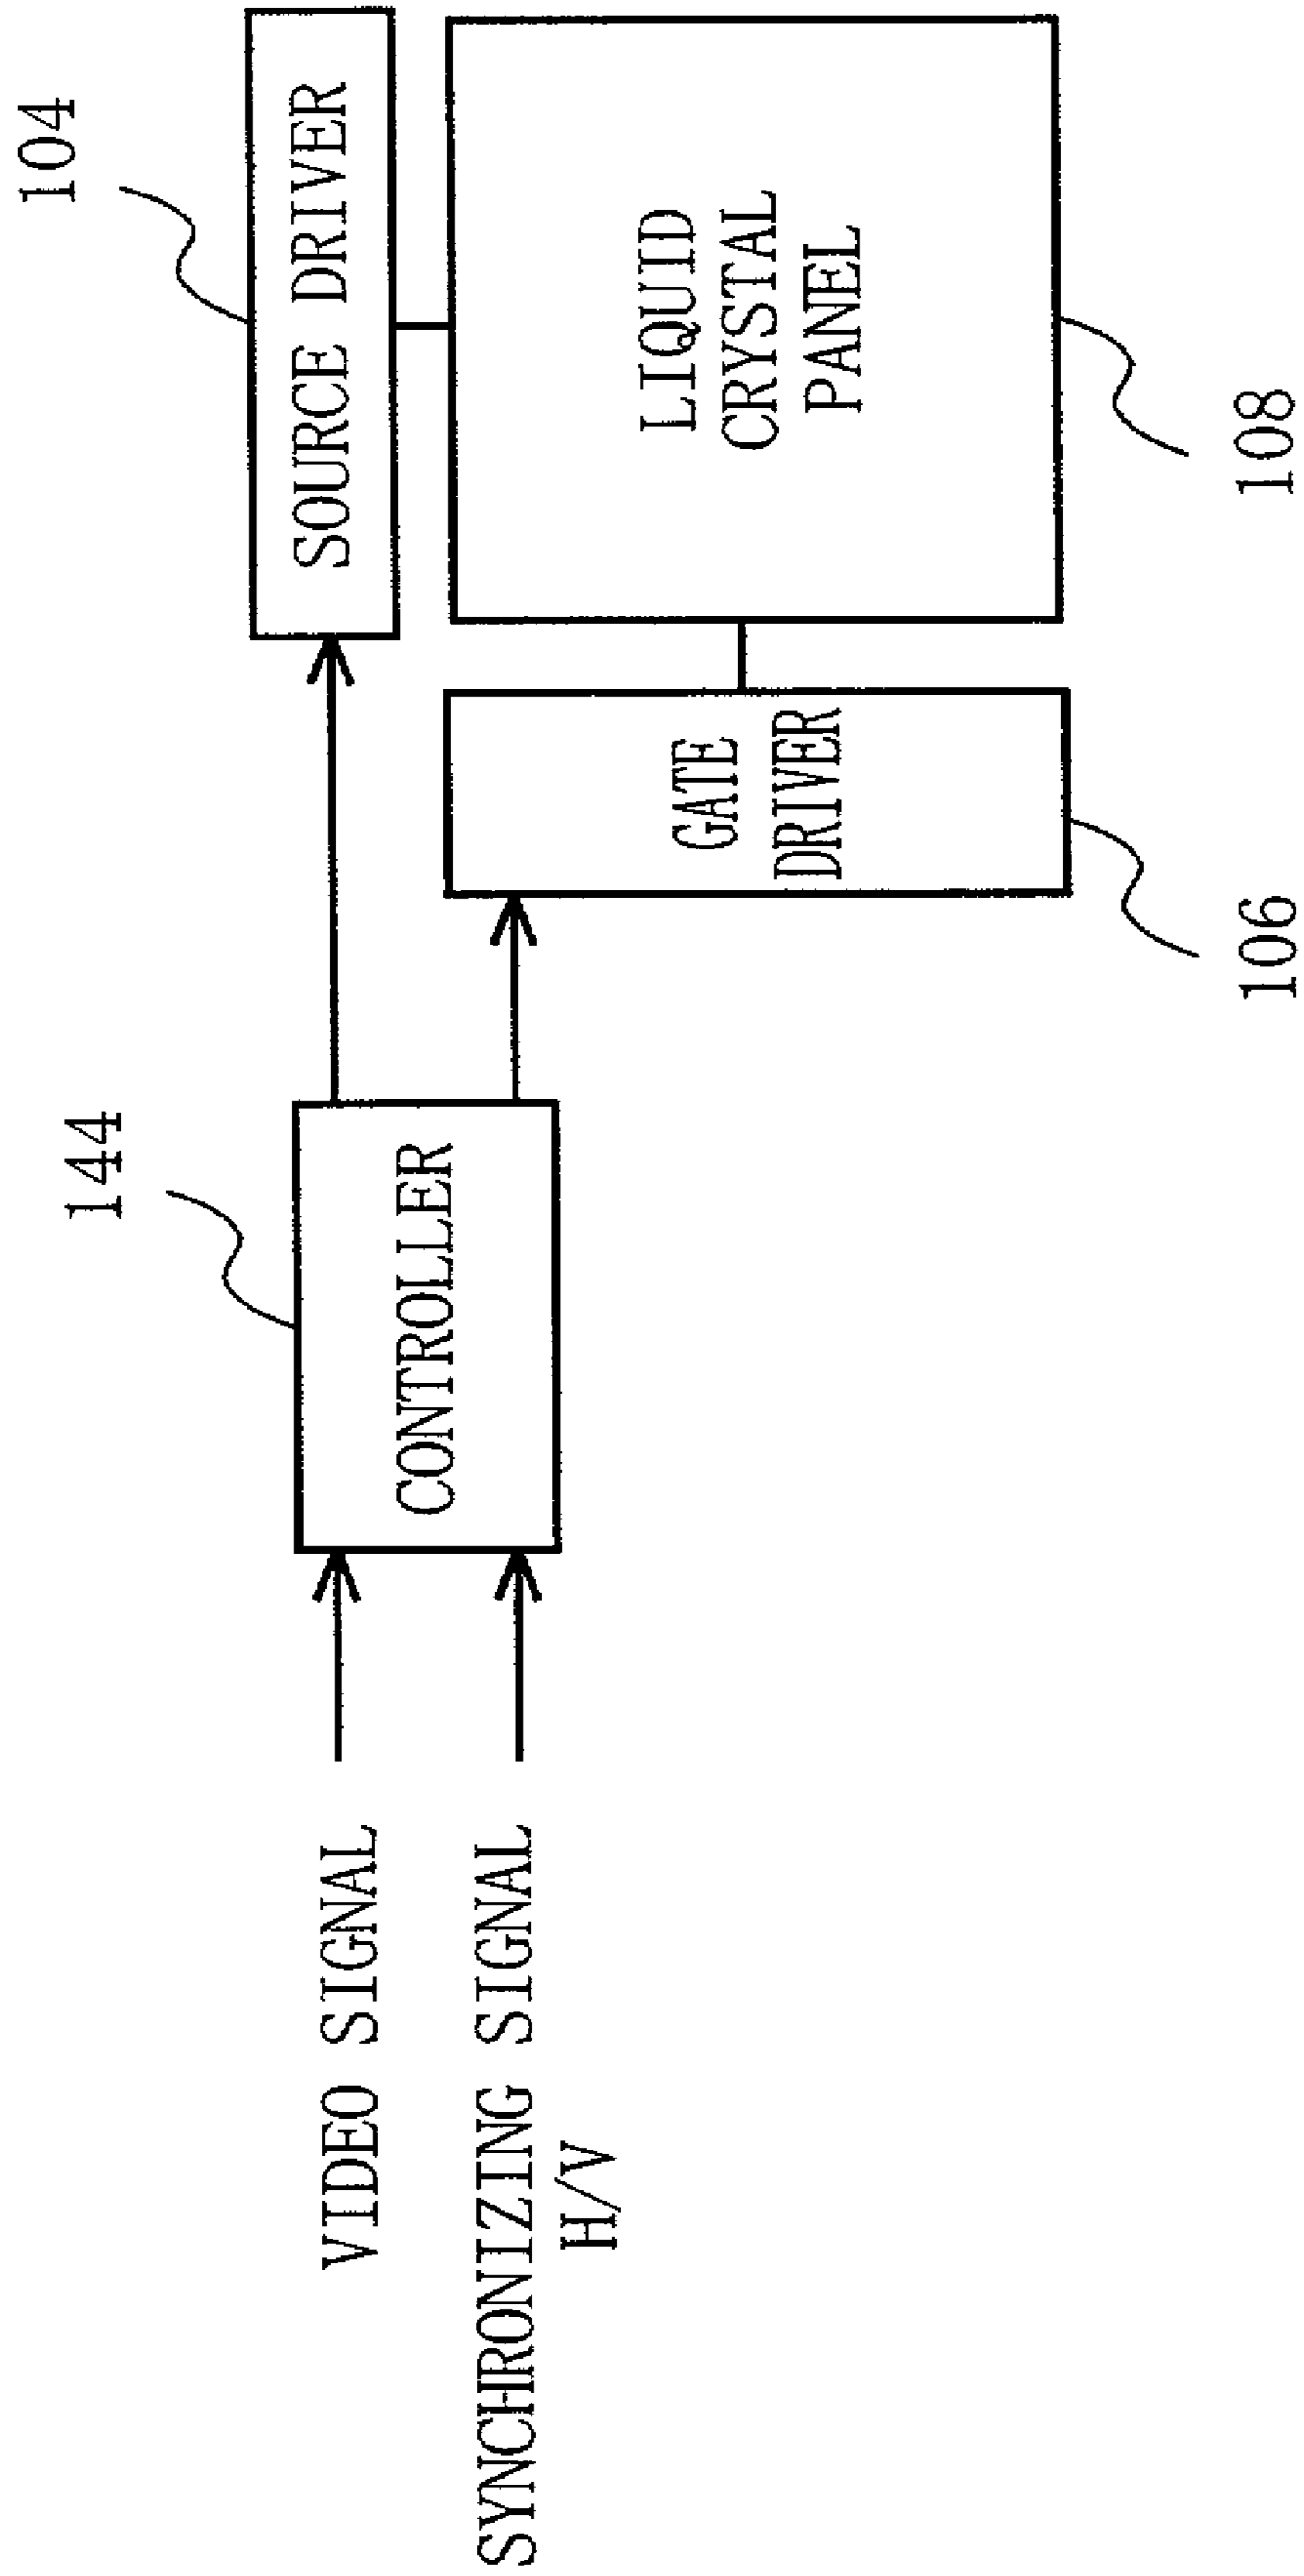 104
SOURCE DRIVER
144
CONTROLLER
VIDEO SIGNAL
SYNCHRONIZING SIGNAL
H/V
GATE
DRIVER
LIQUID
CRYSTAL
PANEL
106
108